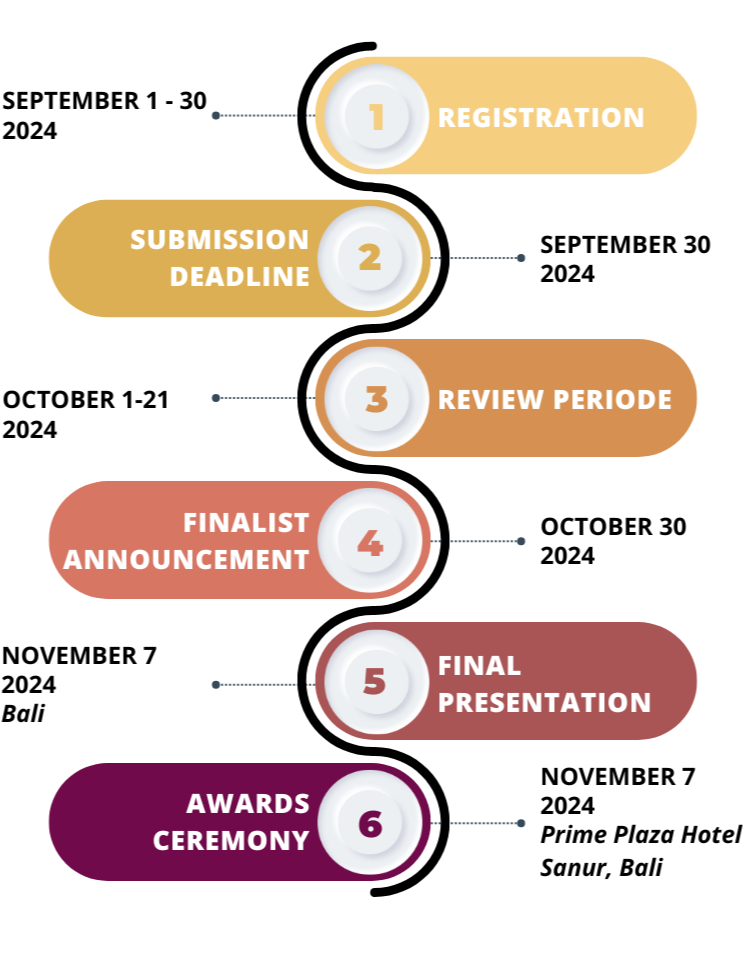 SEPTEMBER 1 - 30
2024
1
REGISTRATION
SUBMISSION
DEADLINE
2
SEPTEMBER 30
2024
OCTOBER 1-21
2024
3
REVIEW PERIODE
FINALIST
ANNOUNCEMENT
4
OCTOBER 30
2024
NOVEMBER 7
2024
Bali
5
FINAL
PRESENTATION
AWARDS
CEREMONY
6
NOVEMBER 7
2024
Prime Plaza Hotel
Sanur, Bali